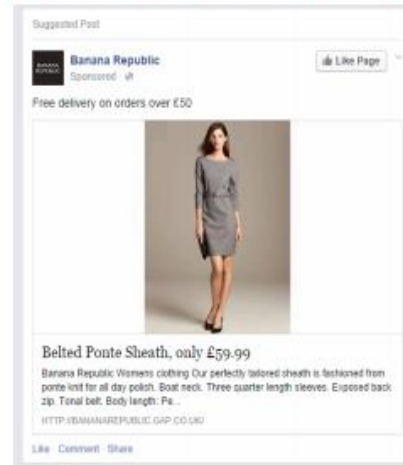 Suggested Post
BANANA REPUBLIC
Banana Republic
Like Page
Sponsored
Free delivery on orders over £50
Belted Ponte Sheath, only £59.99
Banana Republic Womens clothing Our perfectly tailored sheath is fashioned from
ponte knit for all day polish. Boat neck. Three quarter length sleeves. Exposed back
zip. Tonal belt. Body length: Pe...
HTTP://BANANAREPUBLIC.GAP.CO.UK/
Like Comment Share